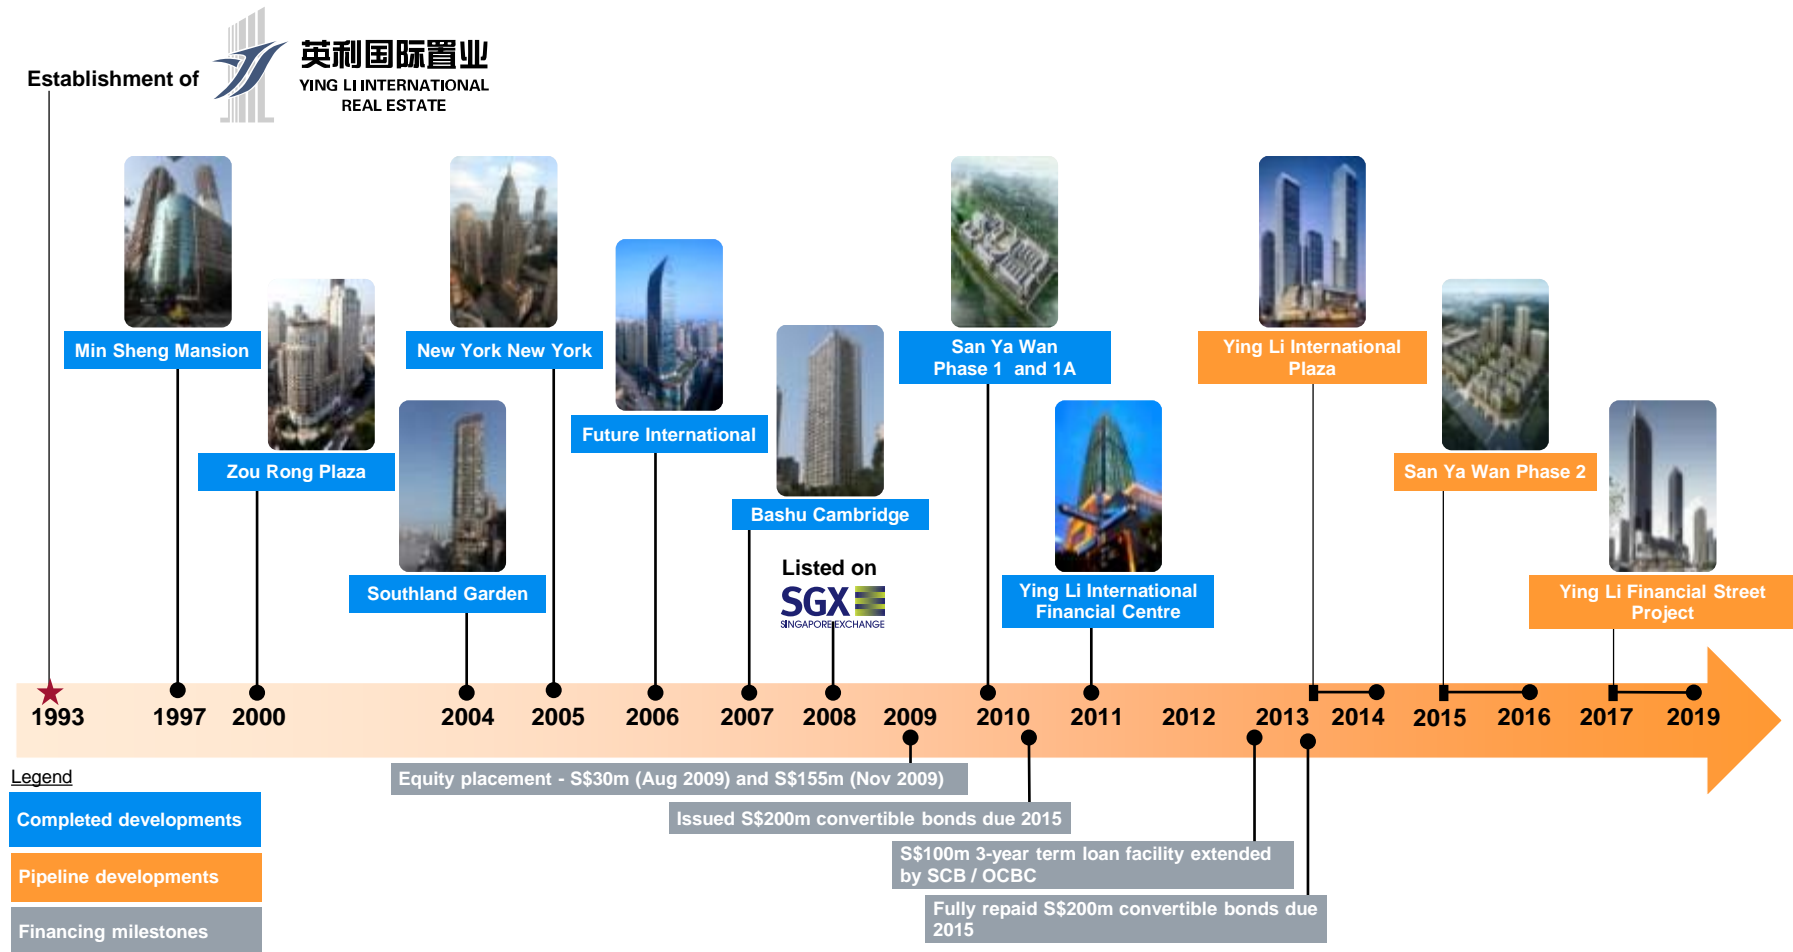 Establishment of
英利国际置业
YING LI INTERNATIONAL
REAL ESTATE
Min Sheng Mansion
New York New York
San Ya Wan
Phase 1 and 1A
Ying Li International
Plaza
Zou Rong Plaza
Future International
San Ya Wan Phase 2
Bashu Cambridge
Southland Garden
Listed on
SGX
SINGAPORE EXCHANGE
Ying Li International
Financial Centre
Ying Li Financial Street
Project
1993 1997 2000 2004 2005 2006 2007 2008 2009 2010 2011 2012 2013 2014 2015 2016 2017 2019
Equity placement - S$30m (Aug 2009) and S$155m (Nov 2009)
Issued S$200m convertible bonds due 2015
S$100m 3-year term loan facility extended
by SCB / OCBC
Fully repaid S$200m convertible bonds due
2015
Legend
Completed developments
Pipeline developments
Financing milestones